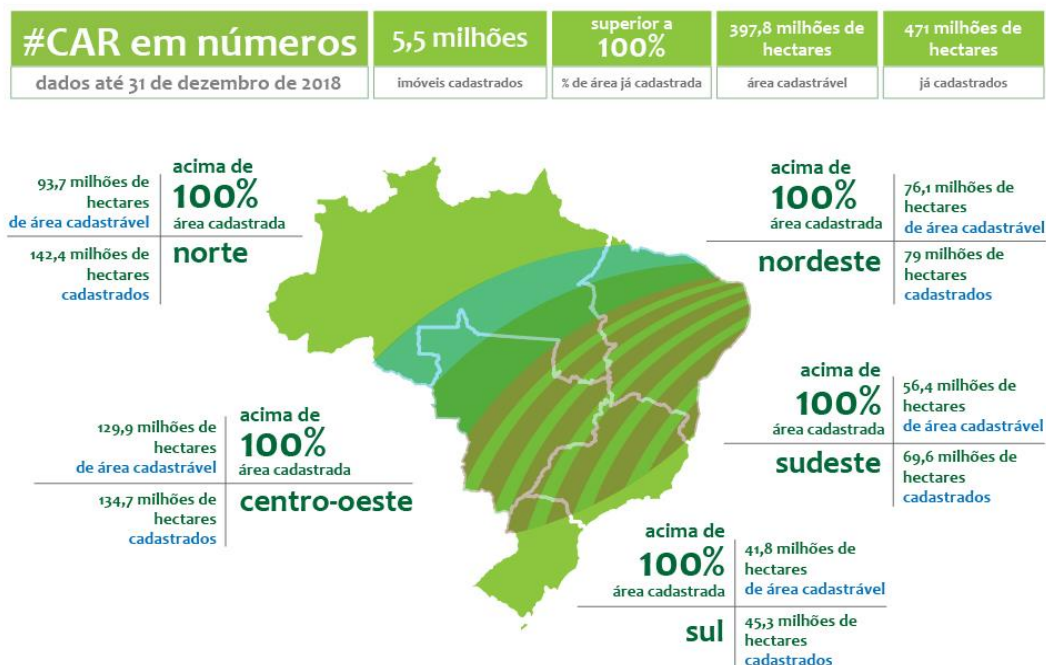 #CAR em números
dados até 31 de dezembro de 2018
5,5 milhões
imóveis cadastrados
superior a
100%
% de área já cadastrada
397,8 milhões de
hectares
área cadastrável
471 milhões de
hectares
já cadastrados
93,7 milhões de
hectares
de área cadastrável
142,4 milhões de
hectares
cadastrados
acima de
100%
área cadastrada
norte
acima de
100%
área cadastrada
nordeste
76,1 milhões de
hectares
de área cadastrável
79 milhões de
hectares
cadastrados
129,9 milhões de
hectares
de área cadastrável
134,7 milhões de
hectares
cadastrados
acima de
100%
área cadastrada
centro-oeste
acima de
100%
área cadastrada
sudeste
56,4 milhões de
hectares
de área cadastrável
69,6 milhões de
hectares
cadastrados
acima de
100%
área cadastrada
sul
41,8 milhões de
hectares
de área cadastrável
45,3 milhões de
hectares
cadastrados